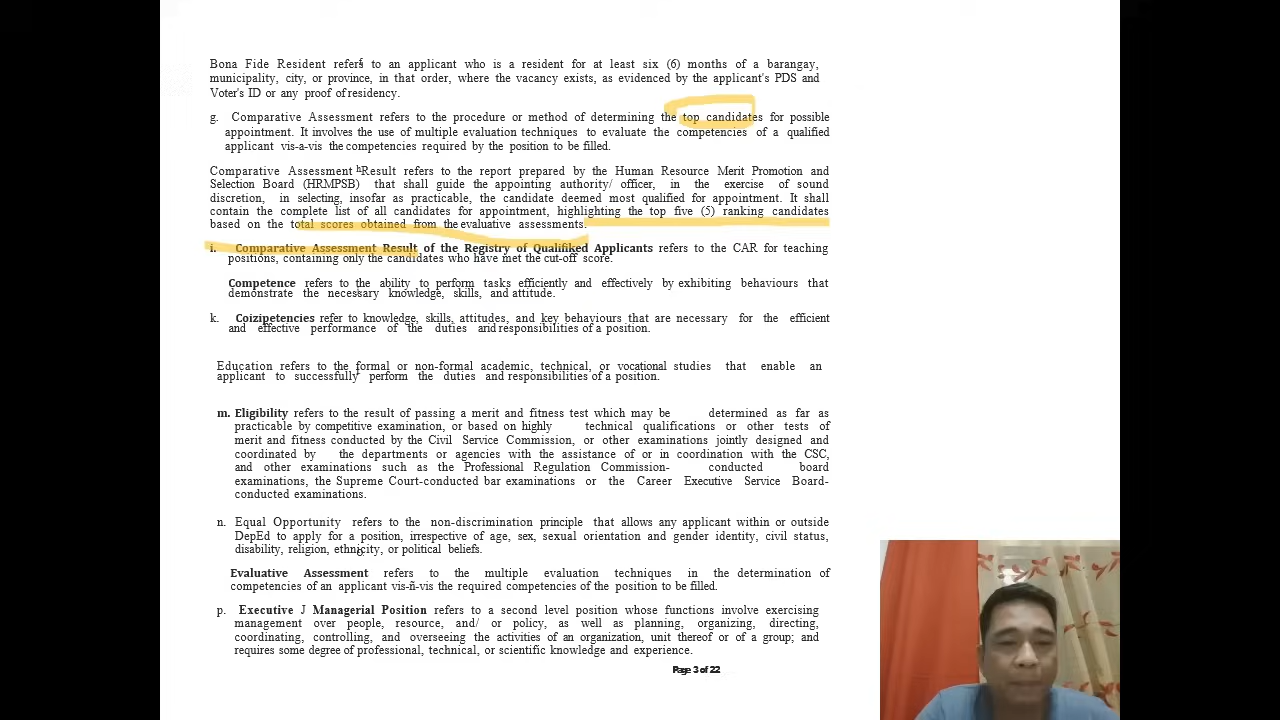 Bona Fide Resident refers to an applicant who is a resident for at least six (6) months of a barangay,
municipality, city, or province, in that order, where the vacancy exists, as evidenced by the applicant's PDS and
Voter's ID or any proof of residency.
g. Comparative Assessment refers to the procedure or method of determining the top candidates for possible
appointment. It involves the use of multiple evaluation techniques to evaluate the competencies of a qualified
applicant vis-a-vis the competencies required by the position to be filled.
Comparative Assessment h Result refers to the report prepared by the Human Resource Merit Promotion and
Selection Board (HRMPSB) that shall guide the appointing authority/ officer, in the exercise of sound
discretion, in selecting, insofar as practicable, the candidate deemed most qualified for appointment. It shall
contain the complete list of all candidates for appointment, highlighting the top five (5) ranking candidates
based on the total scores obtained from the evaluative assessments.
i. Comparative Assessment Result of the Registry of Qualifiked Applicants refers to the CAR for teaching
positions, containing only the candidates who have met the cut-off score.
Competence refers to the ability to perform tasks efficiently and effectively by exhibiting behaviours that
demonstrate the necessary knowledge, skills, and attitude.
k. Coizipetencies refer to knowledge, skills, attitudes, and key behaviours that are necessary for the efficient
and effective performance of the duties arid responsibilities of a position.
Education refers to the formal or non-formal academic, technical, or vocational studies that enable an
applicant to successfully perform the duties and responsibilities of a position.
m. Eligibility refers to the result of passing a merit and fitness test which may be determined as far as
practicable by competitive examination, or based on highly technical qualifications or other tests of
merit and fitness conducted by the Civil Service Commission, or other examinations jointly designed and
coordinated by the departments or agencies with the assistance of or in coordination with the CSC,
and other examinations such as the Professional Regulation Commission- conducted board
examinations, the Supreme Court-conducted bar examinations or the Career Executive Service Board-
conducted examinations.
n. Equal Opportunity refers to the non-discrimination principle that allows any applicant within or outside
DepEd to apply for a position, irrespective of age, sex, sexual orientation and gender identity, civil status,
disability, religion, ethnicity, or political beliefs.
Evaluative Assessment refers to the multiple evaluation techniques in the determination of
competencies of an applicant vis-ñ-vis the required competencies of the position to be filled.
p. Executive J Managerial Position refers to a second level position whose functions involve exercising
management over people, resource, and/ or policy, as well as planning, organizing, directing,
coordinating, controlling, and overseeing the activities of an organization, unit thereof or of a group; and
requires some degree of professional, technical, or scientific knowledge and experience.
Page 3 of 22